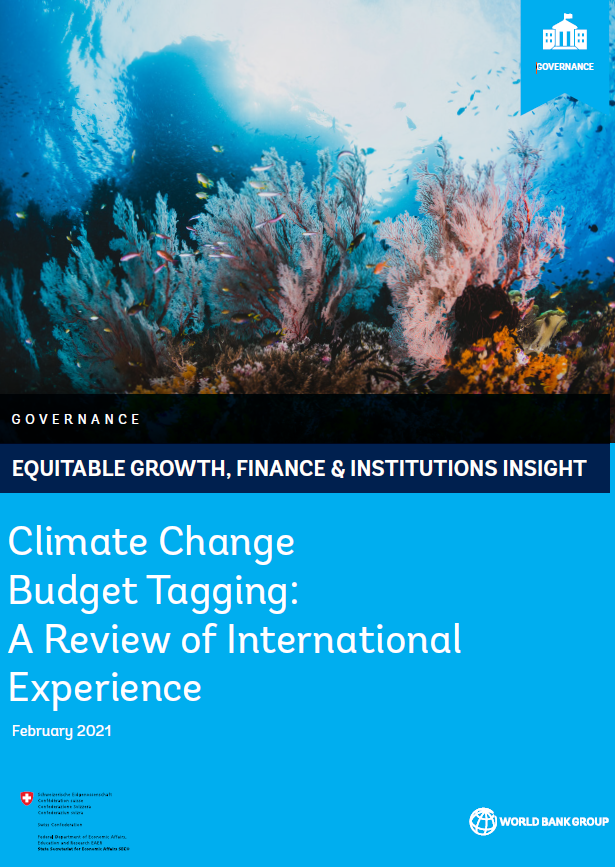 GOVERNANCE
GOVERNANCE
EQUITABLE GROWTH, FINANCE & INSTITUTIONS INSIGHT
Climate Change
Budget Tagging:
A Review of International
Experience
February 2021
Schweizerische Eidgenossenschaft
Confédération suisse
Confederazione Svizzera
Confederaziun svizra
Swiss Confederation
Federal Department of Economic Affairs,
Education and Research EAER
State Secretariat for Economic Affairs SECO
WORLD BANK GROUP